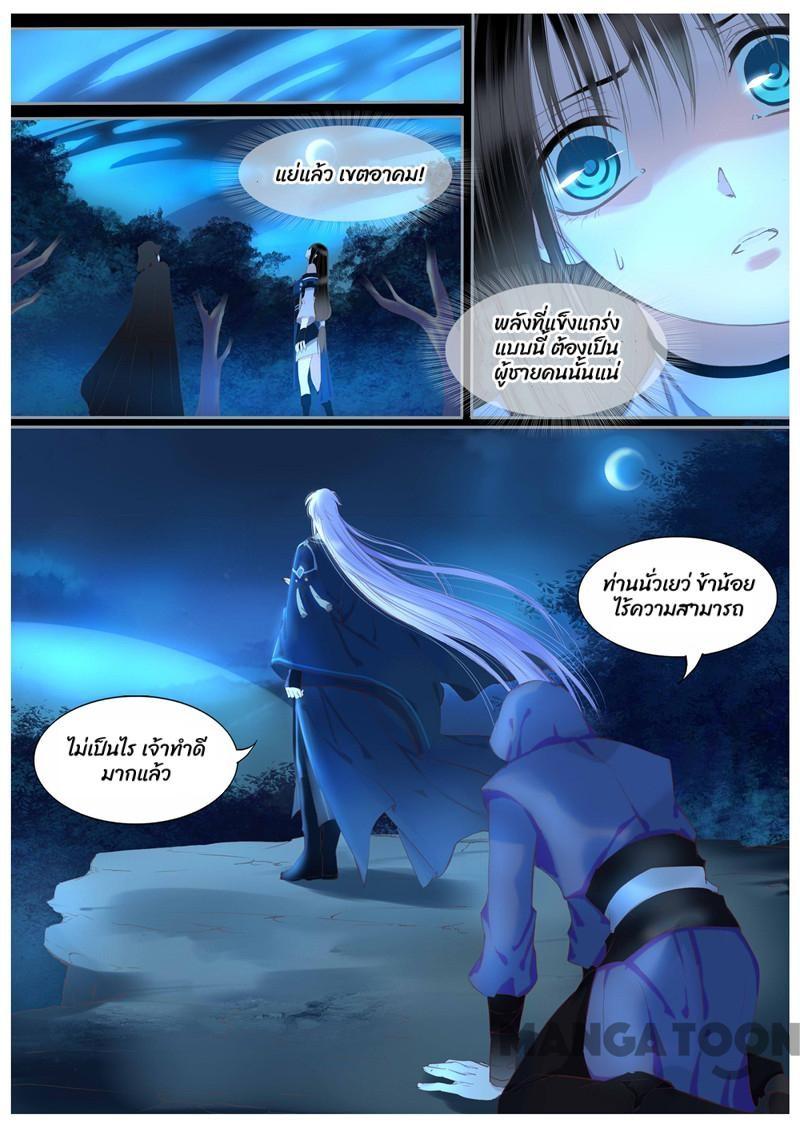 แย่แล้ว เขตอาคม!
พลังที่แข็งแกร่ง
แบบนี้ ต้องเป็น
ผู้ชายคนนั้นแน่
ท่านนั่วเยว่ ข้าน้อย
ไร้ความสามารถ
ไม่เป็นไร เจ้าทำดี
มากแล้ว
MANGATOON